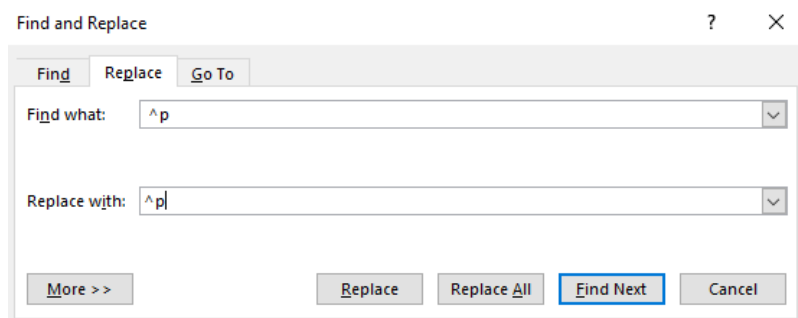 Find and Replace ? ×
Find Replace Go To
Find what: ^p
Replace with: ^p
More >> Replace Replace All Find Next Cancel